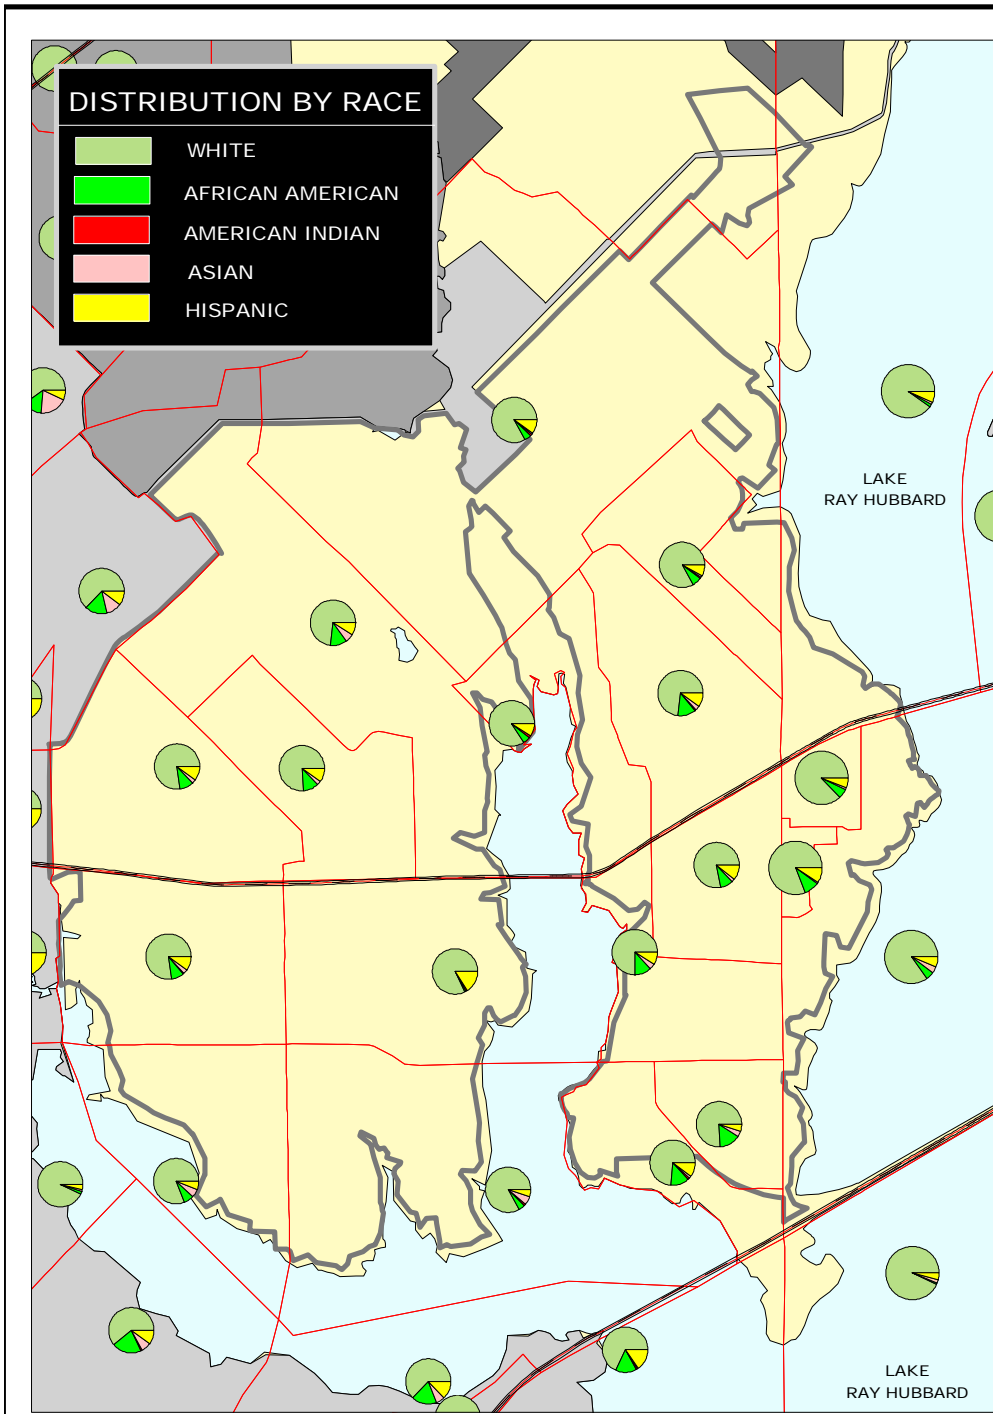 DISTRIBUTION BY RACE
WHITE
AFRICAN AMERICAN
AMERICAN INDIAN
ASIAN
HISPANIC
LAKE
RAY HUBBARD
LAKE
RAY HUBBARD